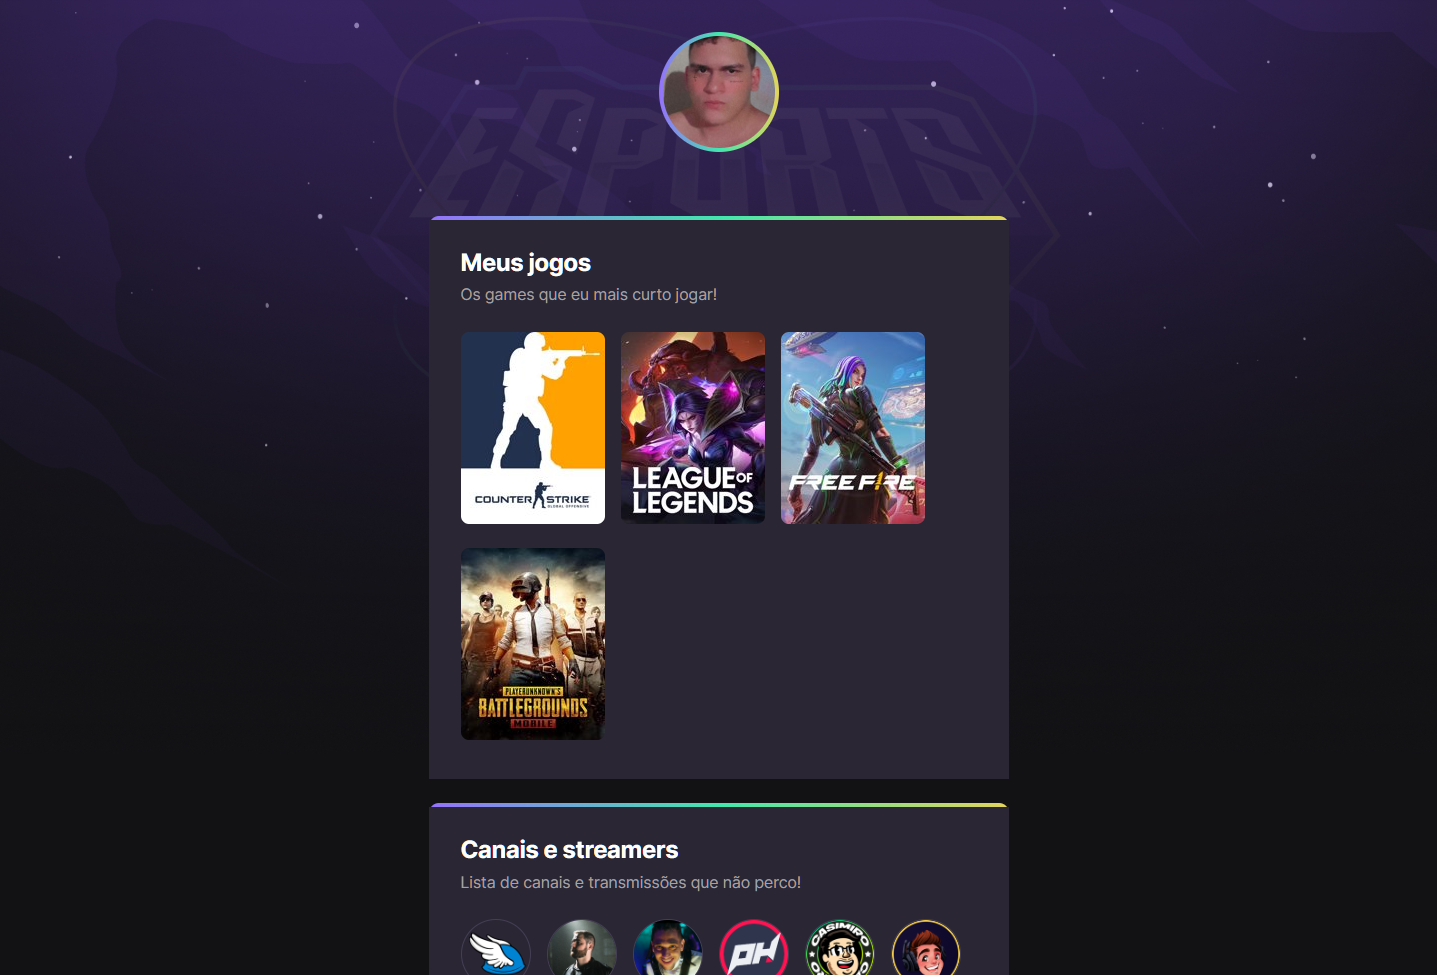 ESPORTS
Meus jogos
Os games que eu mais curto jogar!
COUNTER STRIKE
GLOBAL OFFENSIVE
LEAGUE OF
LEGENDS
FREE FIRE
PLAYERUNKNOWN'S
BATTLEGROUNDS
MOBILE
Canais e streamers
Lista de canais e transmissões que não perco!
PH
CASIMIRO